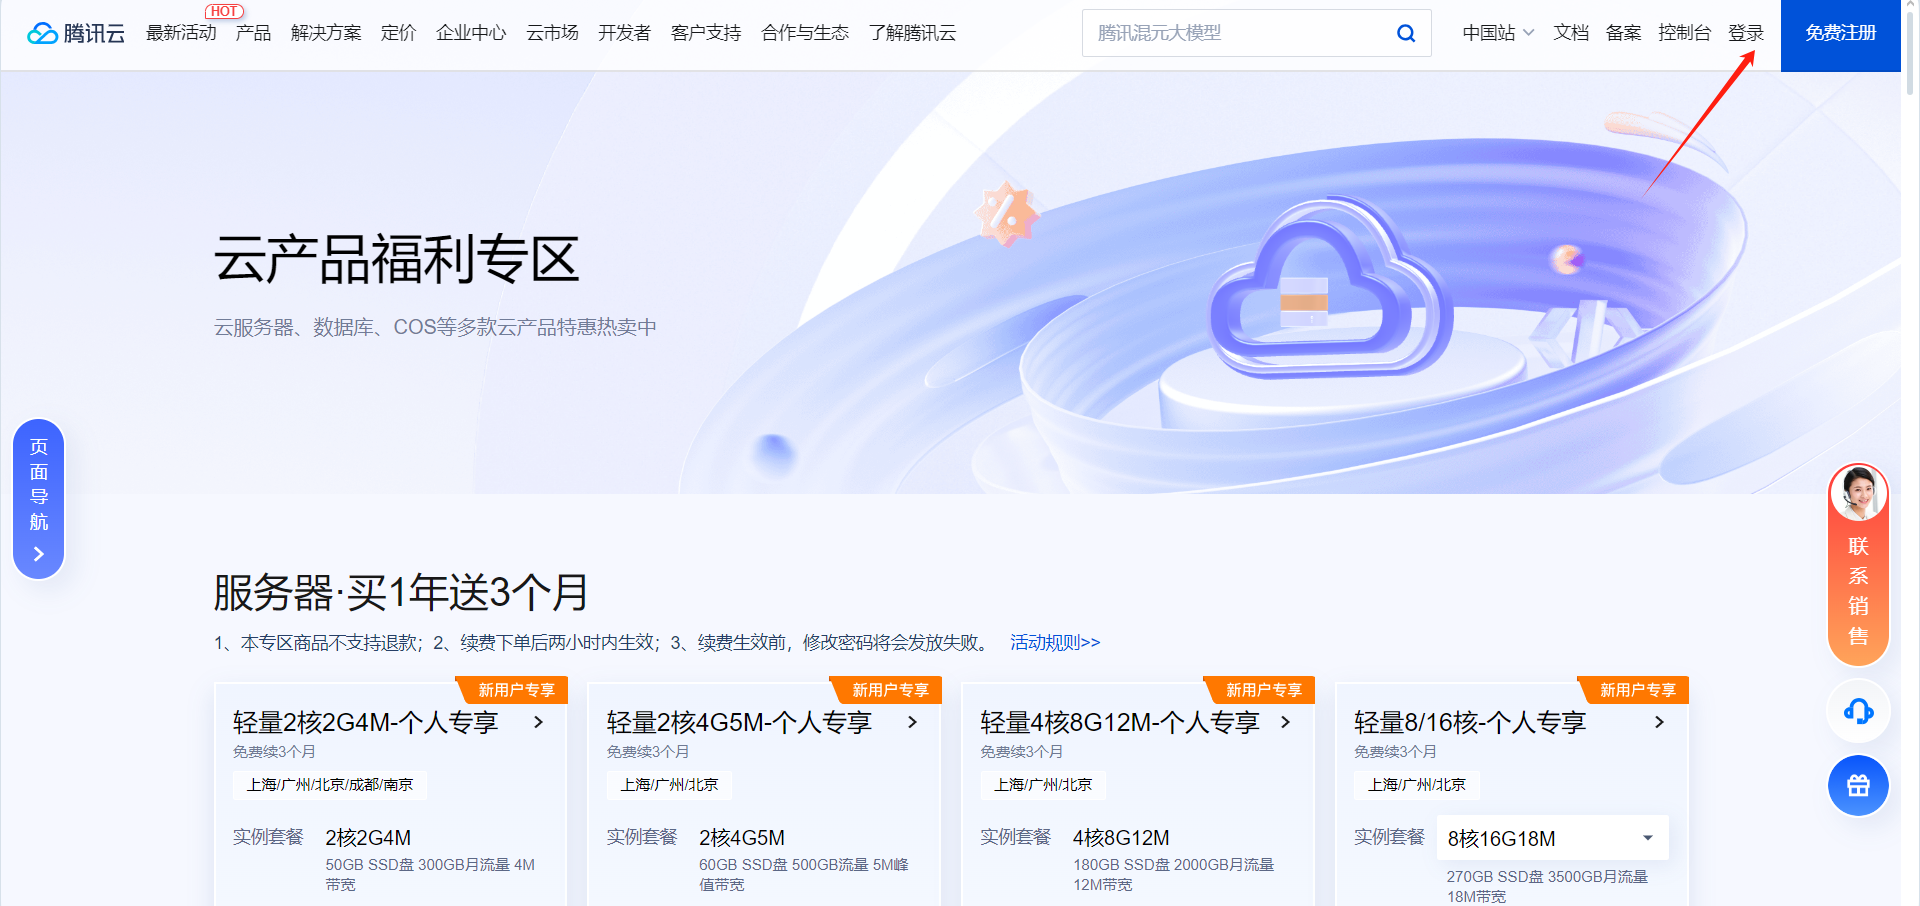 腾讯云 最新活动 HOT 产品 解决方案 定价 企业中心 云市场 开发者 客户支持 合作与生态 了解腾讯云 腾讯混元大模型 中国站 文档 备案 控制台 登录 免费注册
云产品福利专区
云服务器、数据库、COS等多款云产品特惠热卖中
页面导航
联系销售
服务器·买1年送3个月
1、本专区商品不支持退款；2、续费下单后两小时内生效；3、续费生效前，修改密码将会发放失败。 活动规则>>
新用户专享
轻量2核2G4M-个人专享
免费续3个月
上海/广州/北京/成都/南京
实例套餐 2核2G4M
50GB SSD盘 300GB月流量 4M
带宽
新用户专享
轻量2核4G5M-个人专享
免费续3个月
上海/广州/北京
实例套餐 2核4G5M
60GB SSD盘 500GB流量 5M峰
值带宽
新用户专享
轻量4核8G12M-个人专享
免费续3个月
上海/广州/北京
实例套餐 4核8G12M
180GB SSD盘 2000GB月流量
12M带宽
新用户专享
轻量8/16核-个人专享
免费续3个月
上海/广州/北京
实例套餐 8核16G18M
270GB SSD盘 3500GB月流量
18M带宽